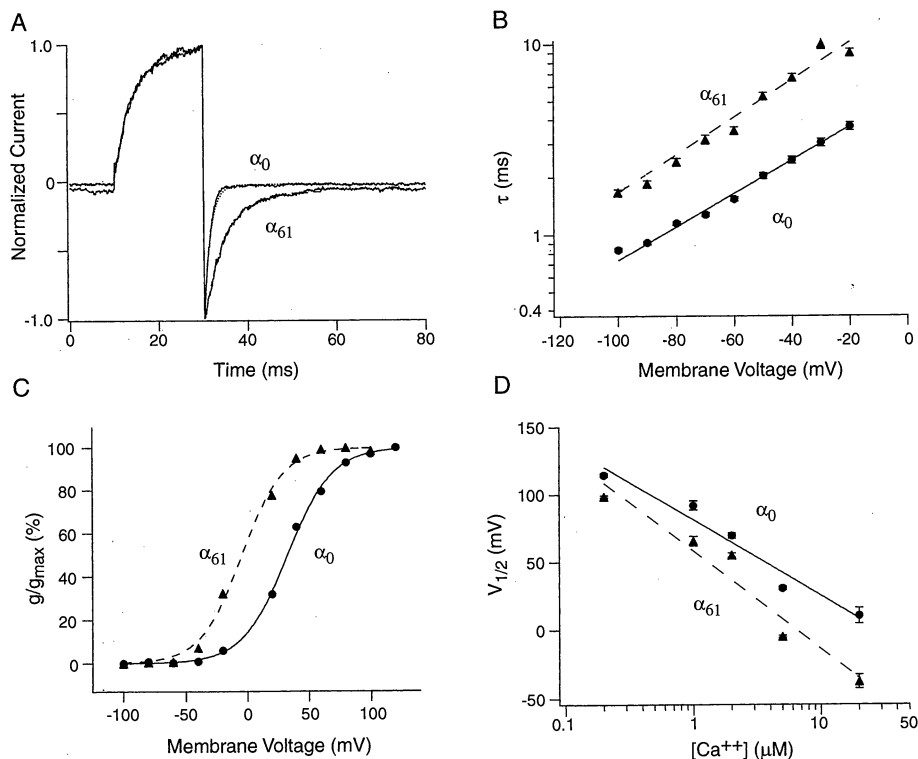 A
Normalized Current
1.0
0
-1.0
α0
α61
0 20 40 60 80
Time (ms)
B
τ (ms)
10
1
0.4
α61
α0
-120 -100 -80 -60 -40 -20 0
Membrane Voltage (mV)
C
g/gmax (%)
100
80
60
40
20
0
α61
α0
-100 -50 0 50 100
Membrane Voltage (mV)
D
V1/2 (mV)
150
100
50
0
-50
α0
α61
0.1 1 10 50
[Ca++] (μM)